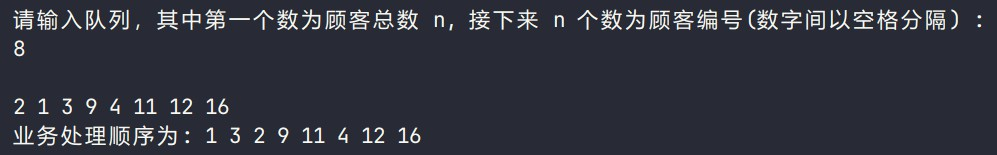 请输入队列，其中第一个数为顾客总数 n，接下来 n 个数为顾客编号(数字间以空格分隔）：
8
2 1 3 9 4 11 12 16
业务处理顺序为：1 3 2 9 11 4 12 16